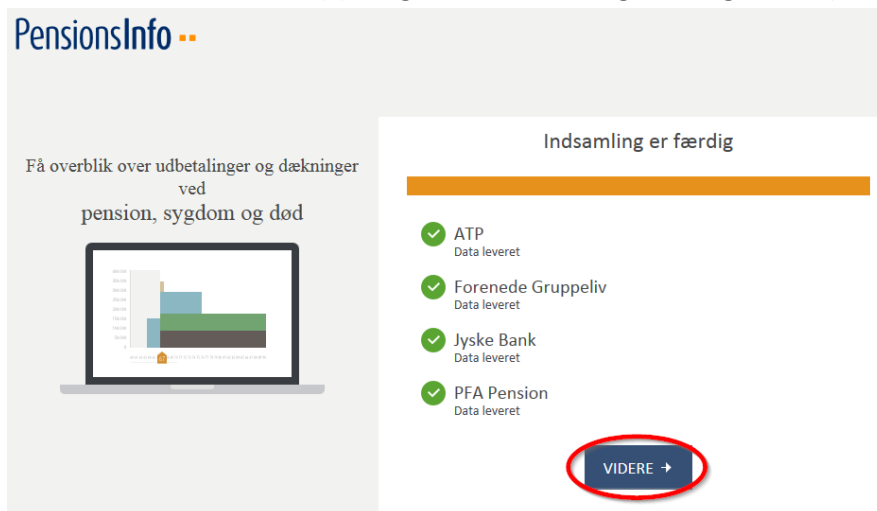 PensionsInfo
Få overblik over udbetalinger og dækninger
ved
pension, sygdom og død
67
Indsamling er færdig
ATP
Data leveret
Forenede Gruppeliv
Data leveret
Jyske Bank
Data leveret
PFA Pension
Data leveret
VIDERE →